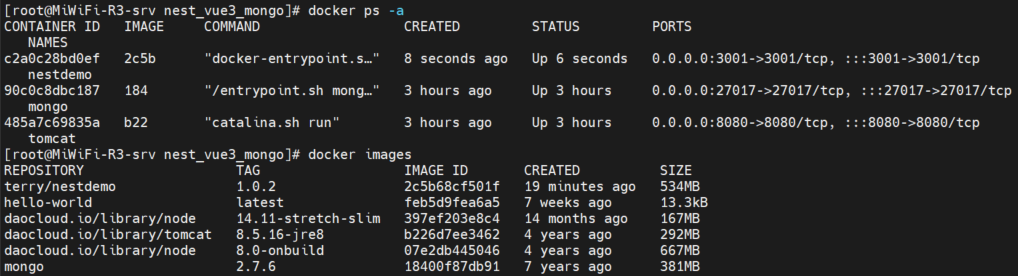 [root@MiWiFi-R3-srv nest_vue3_mongo]# docker ps -a
CONTAINER ID   IMAGE     COMMAND                  CREATED         STATUS         PORTS
   NAMES
c2a0c28bd0ef   2c5b      "docker-entrypoint.s…"   8 seconds ago   Up 6 seconds   0.0.0.0:3001->3001/tcp, :::3001->3001/tcp
   nestdemo
90c0c8dbc187   184       "/entrypoint.sh mong…"   3 hours ago     Up 3 hours     0.0.0.0:27017->27017/tcp, :::27017->27017/tcp
   mongo
485a7c69835a   b22       "catalina.sh run"        3 hours ago     Up 3 hours     0.0.0.0:8080->8080/tcp, :::8080->8080/tcp
   tomcat
[root@MiWiFi-R3-srv nest_vue3_mongo]# docker images
REPOSITORY                  TAG                  IMAGE ID       CREATED          SIZE
terry/nestdemo              1.0.2                2c5b68cf501f   19 minutes ago   534MB
hello-world                 latest               feb5d9fea6a5   7 weeks ago      13.3kB
daocloud.io/library/node    14.11-stretch-slim   397ef203e8c4   14 months ago    167MB
daocloud.io/library/tomcat  8.5.16-jre8          b226d7ee3462   4 years ago      292MB
daocloud.io/library/node    8.0-onbuild          07e2db445046   4 years ago      667MB
mongo                       2.7.6                18400f87db91   7 years ago      381MB